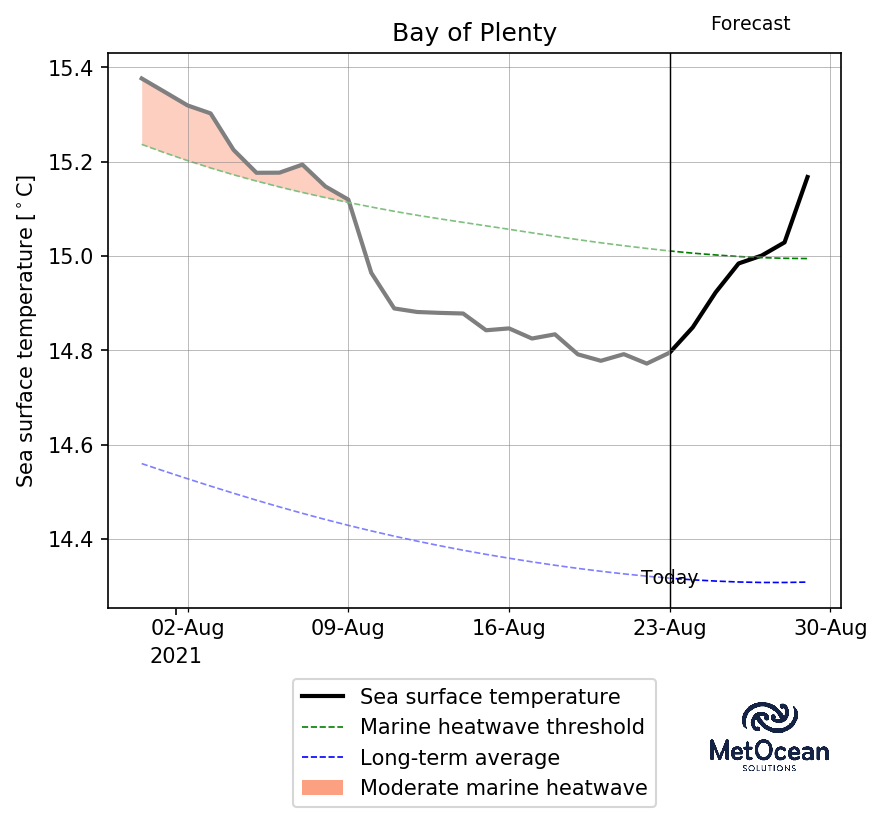 Forecast
Bay of Plenty
Sea surface temperature [°C]
15.4
15.2
15.0
14.8
14.6
14.4
Today
02-Aug 09-Aug 16-Aug 23-Aug 30-Aug
2021
Sea surface temperature
Marine heatwave threshold
Long-term average
Moderate marine heatwave
MetOcean
SOLUTIONS